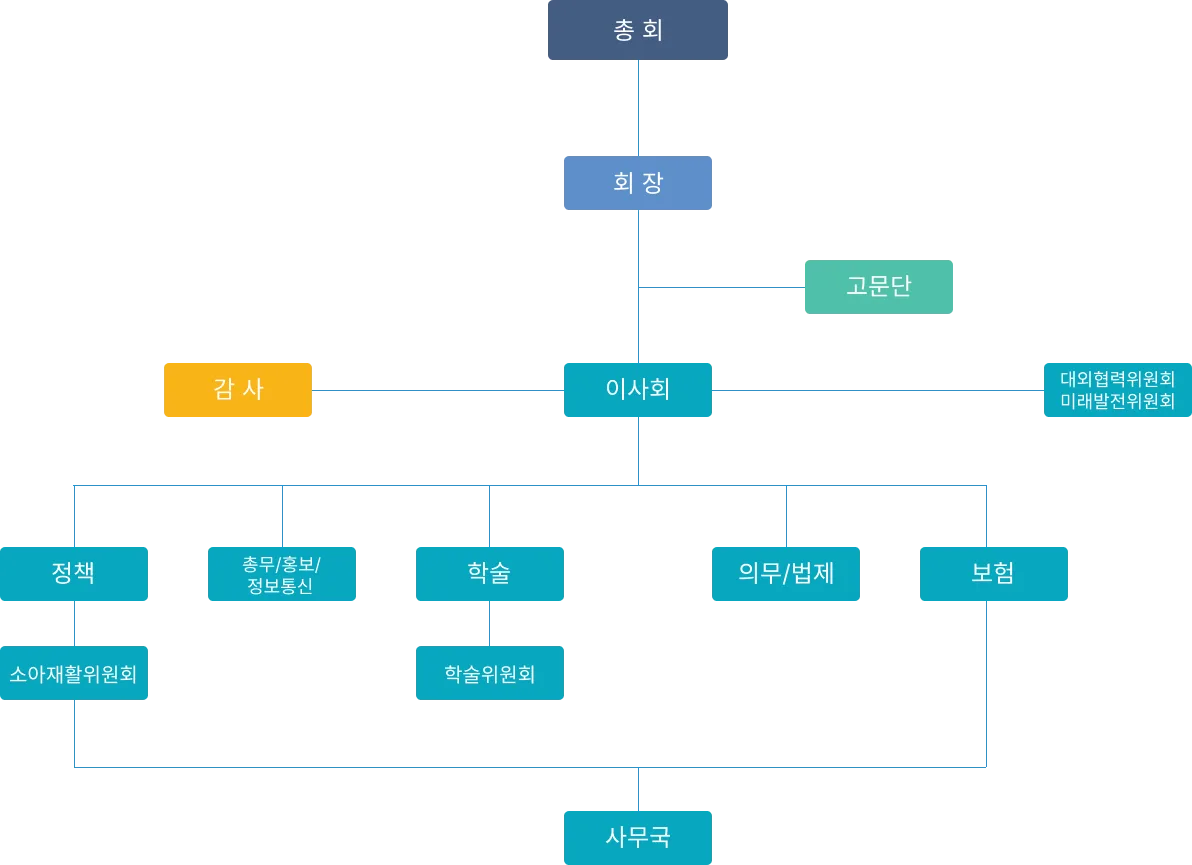 총 회
회 장
고문단
감 사
이사회
대외협력위원회
미래발전위원회
정책
총무/홍보/
정보통신
학술
의무/법제
보험
소아재활위원회
학술위원회
사무국